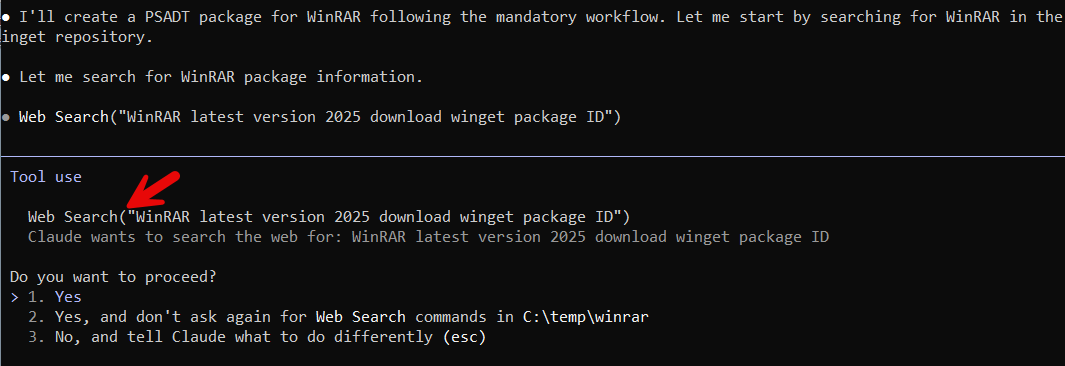 ● I'll create a PSADT package for WinRAR following the mandatory workflow. Let me start by searching for WinRAR in the
inget repository.
● Let me search for WinRAR package information.
● Web Search("WinRAR latest version 2025 download winget package ID")
Tool use
Web Search("WinRAR latest version 2025 download winget package ID")
Claude wants to search the web for: WinRAR latest version 2025 download winget package ID
Do you want to proceed?
> 1. Yes
2. Yes, and don't ask again for Web Search commands in C:\temp\winrar
3. No, and tell Claude what to do differently (esc)